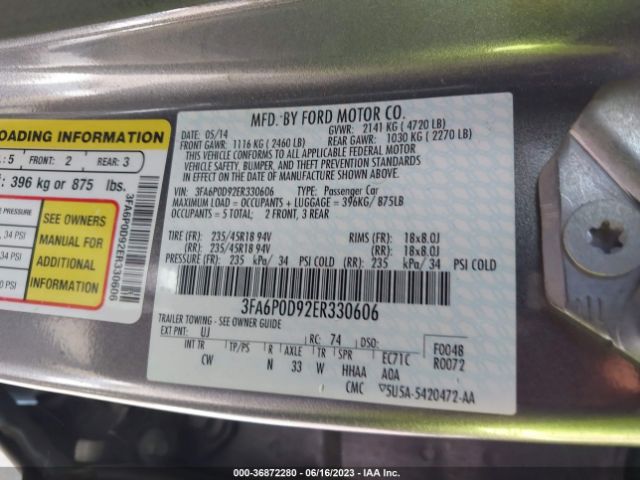 OADING INFORMATION
: 5 FRONT: 2 REAR: 3
: 396 kg or 875 lbs.
PRESSURE
, 34 PSI
, 34 PSI
0 PSI
SEE OWNERS
MANUAL FOR
ADDITIONAL
INFORMATION
3FA6P0D92ER330606
MFD. BY FORD MOTOR CO.
DATE: 05/14 GVWR: 2141 KG ( 4720 LB)
FRONT GAWR: 1116 KG ( 2460 LB) REAR GAWR: 1030 KG ( 2270 LB)
THIS VEHICLE CONFORMS TO ALL APPLICABLE FEDERAL MOTOR
VEHICLE SAFETY, BUMPER, AND THEFT PREVENTION STANDARDS
IN EFFECT ON THE DATE OF MANUFACTURE SHOWN ABOVE.
VIN: 3FA6P0D92ER330606 TYPE: Passenger Car
MAXIMUM LOAD = OCCUPANTS + LUGGAGE = 396KG/ 875LB
OCCUPANTS = 5 TOTAL: 2 FRONT, 3 REAR
TIRE (FR): 235/45R18 94V RIMS (FR): 18x8.0J
(RR): 235/45R18 94V (RR): 18x8.0J
PRESSURE (FR): 235 kPa/ 34 PSI COLD (RR): 235 kPa/ 34 PSI COLD
3FA6P0D92ER330606
TRAILER TOWING - SEE OWNER GUIDE
EXT PNT: UJ RC: 74 DSO: F0048
INT TR TP/PS R AXLE TR SPR EC71C R0072
CW N 33 W HHAA A0A
CMC ▽5USA-5420472-AA
000-36872280 - 06/16/2023 - IAA Inc.